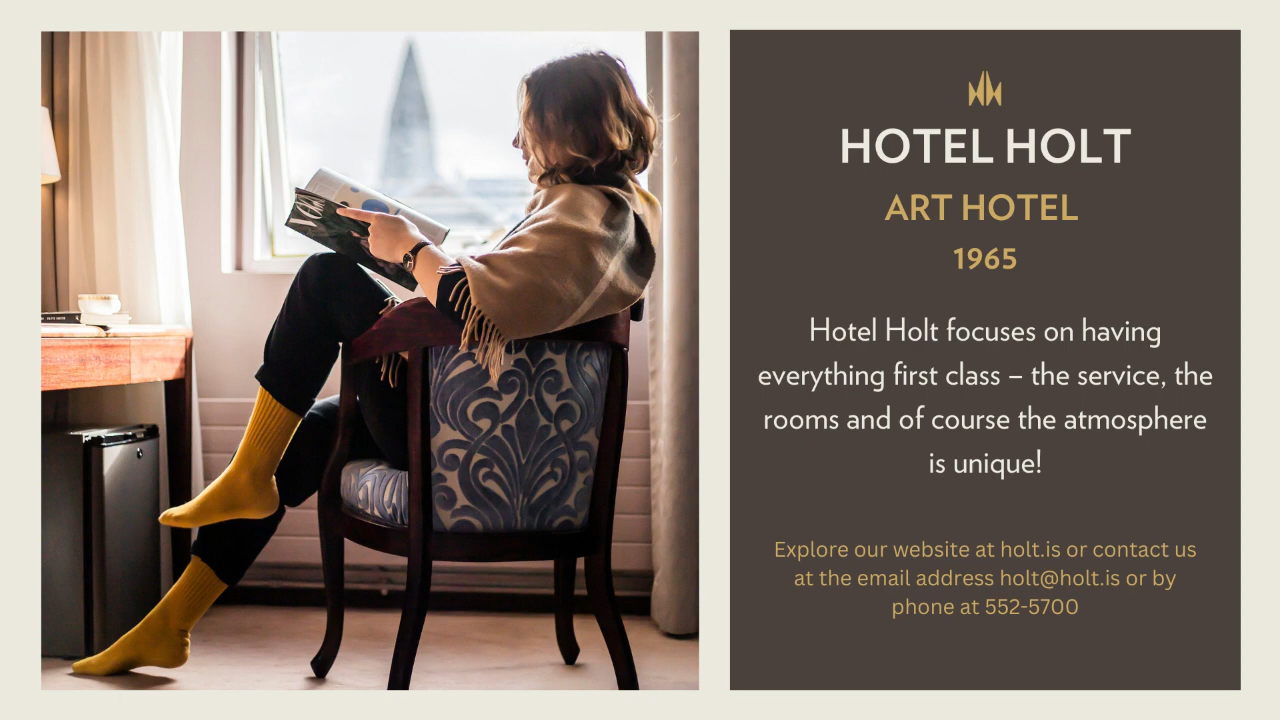 HOTEL HOLT
ART HOTEL
1965
Hotel Holt focuses on having
everything first class – the service, the
rooms and of course the atmosphere
is unique!
Explore our website at holt.is or contact us
at the email address holt@holt.is or by
phone at 552-5700